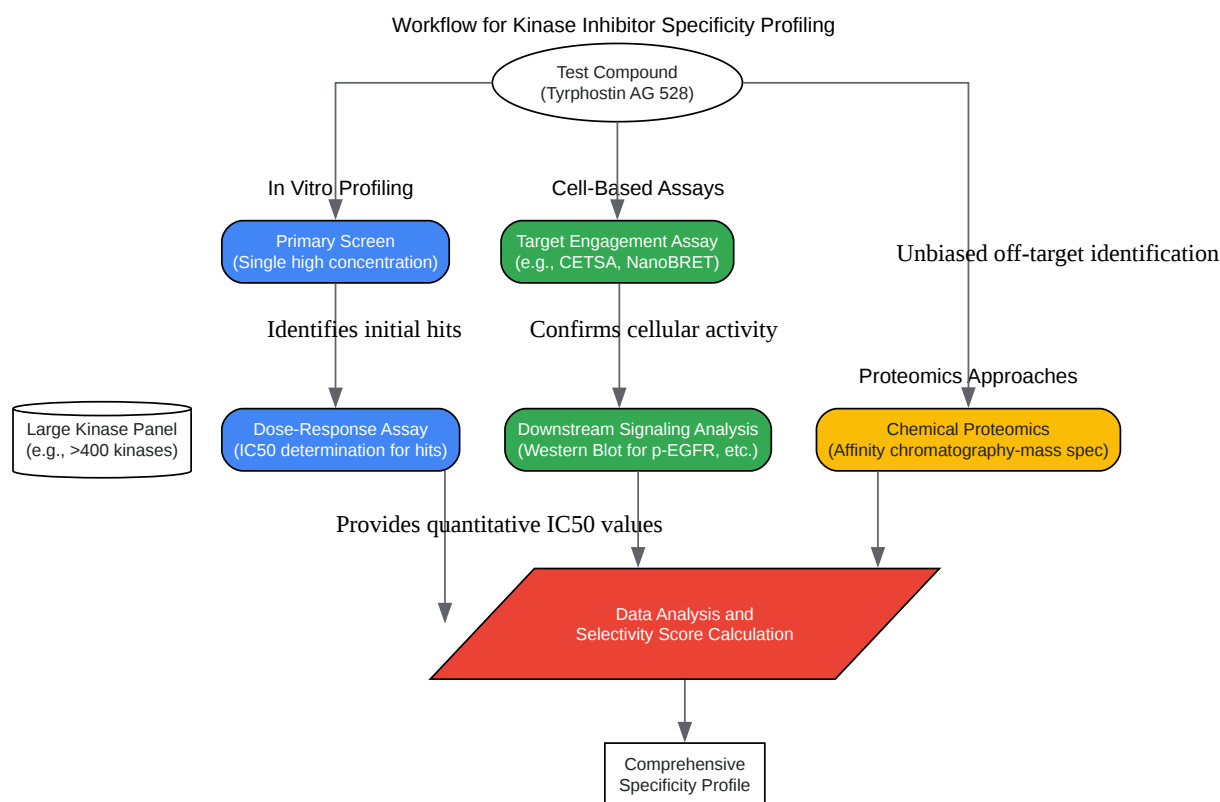 Workflow for Kinase Inhibitor Specificity Profiling
Test Compound
(Tyrphostin AG 528)
In Vitro Profiling
Cell-Based Assays
Primary Screen
(Single high concentration)
Target Engagement Assay
(e.g., CETSA, NanoBRET)
Unbiased off-target identification
Identifies initial hits
Confirms cellular activity
Proteomics Approaches
Large Kinase Panel
(e.g., >400 kinases)
Dose-Response Assay
(IC50 determination for hits)
Downstream Signaling Analysis
(Western Blot for p-EGFR, etc.)
Chemical Proteomics
(Affinity chromatography-mass spec)
Provides quantitative IC50 values
Data Analysis and
Selectivity Score Calculation
Comprehensive
Specificity Profile